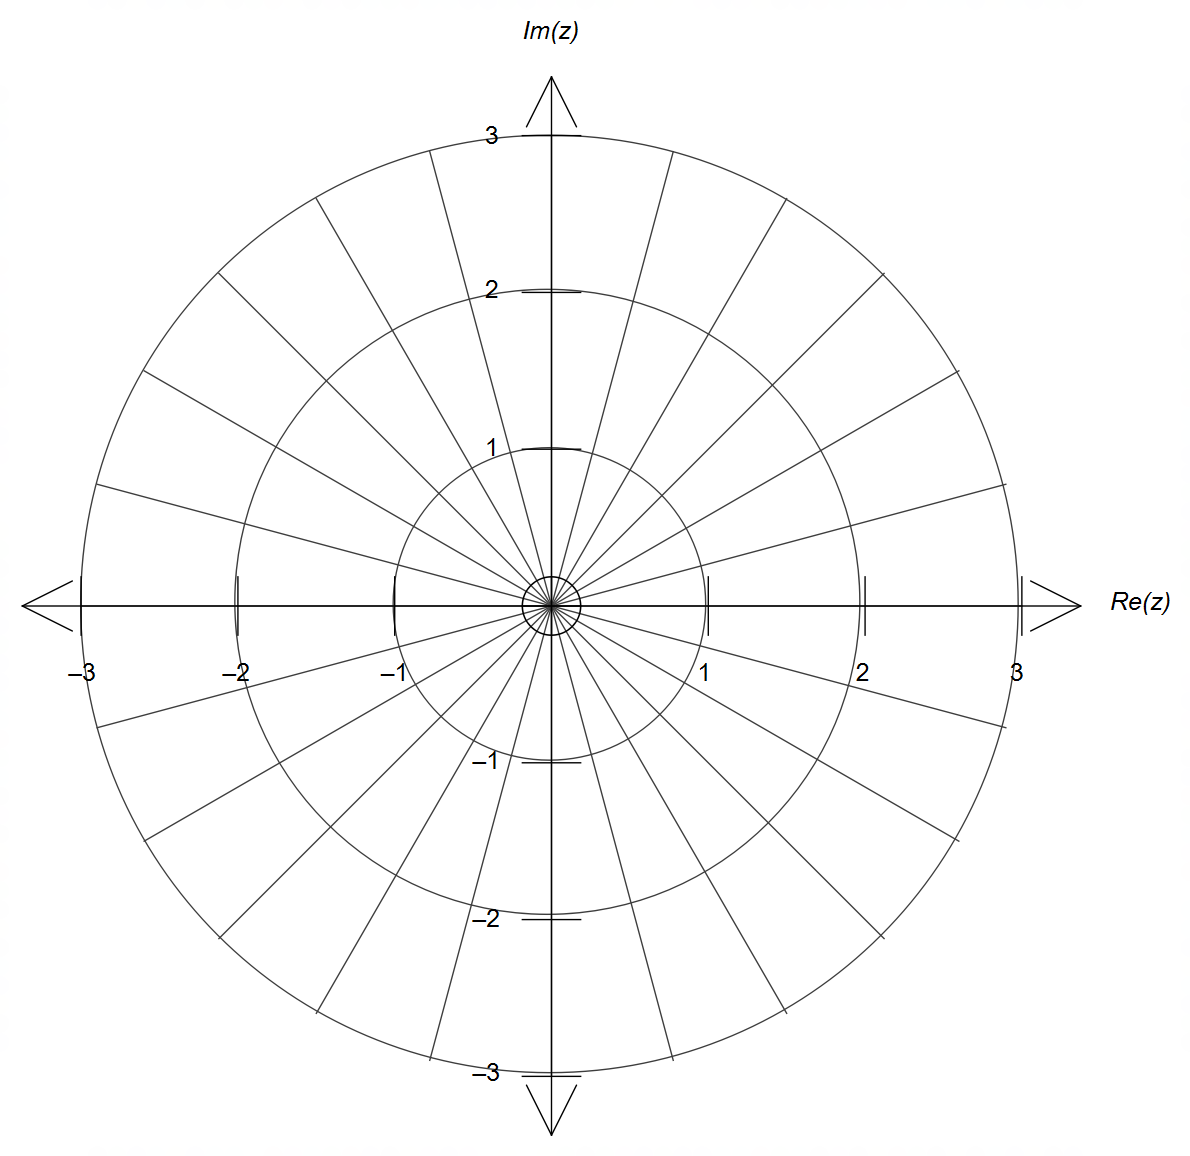 Im(z)
3
2
1
Re(z)
–3 –2 –1 1 2 3
–1
–2
–3